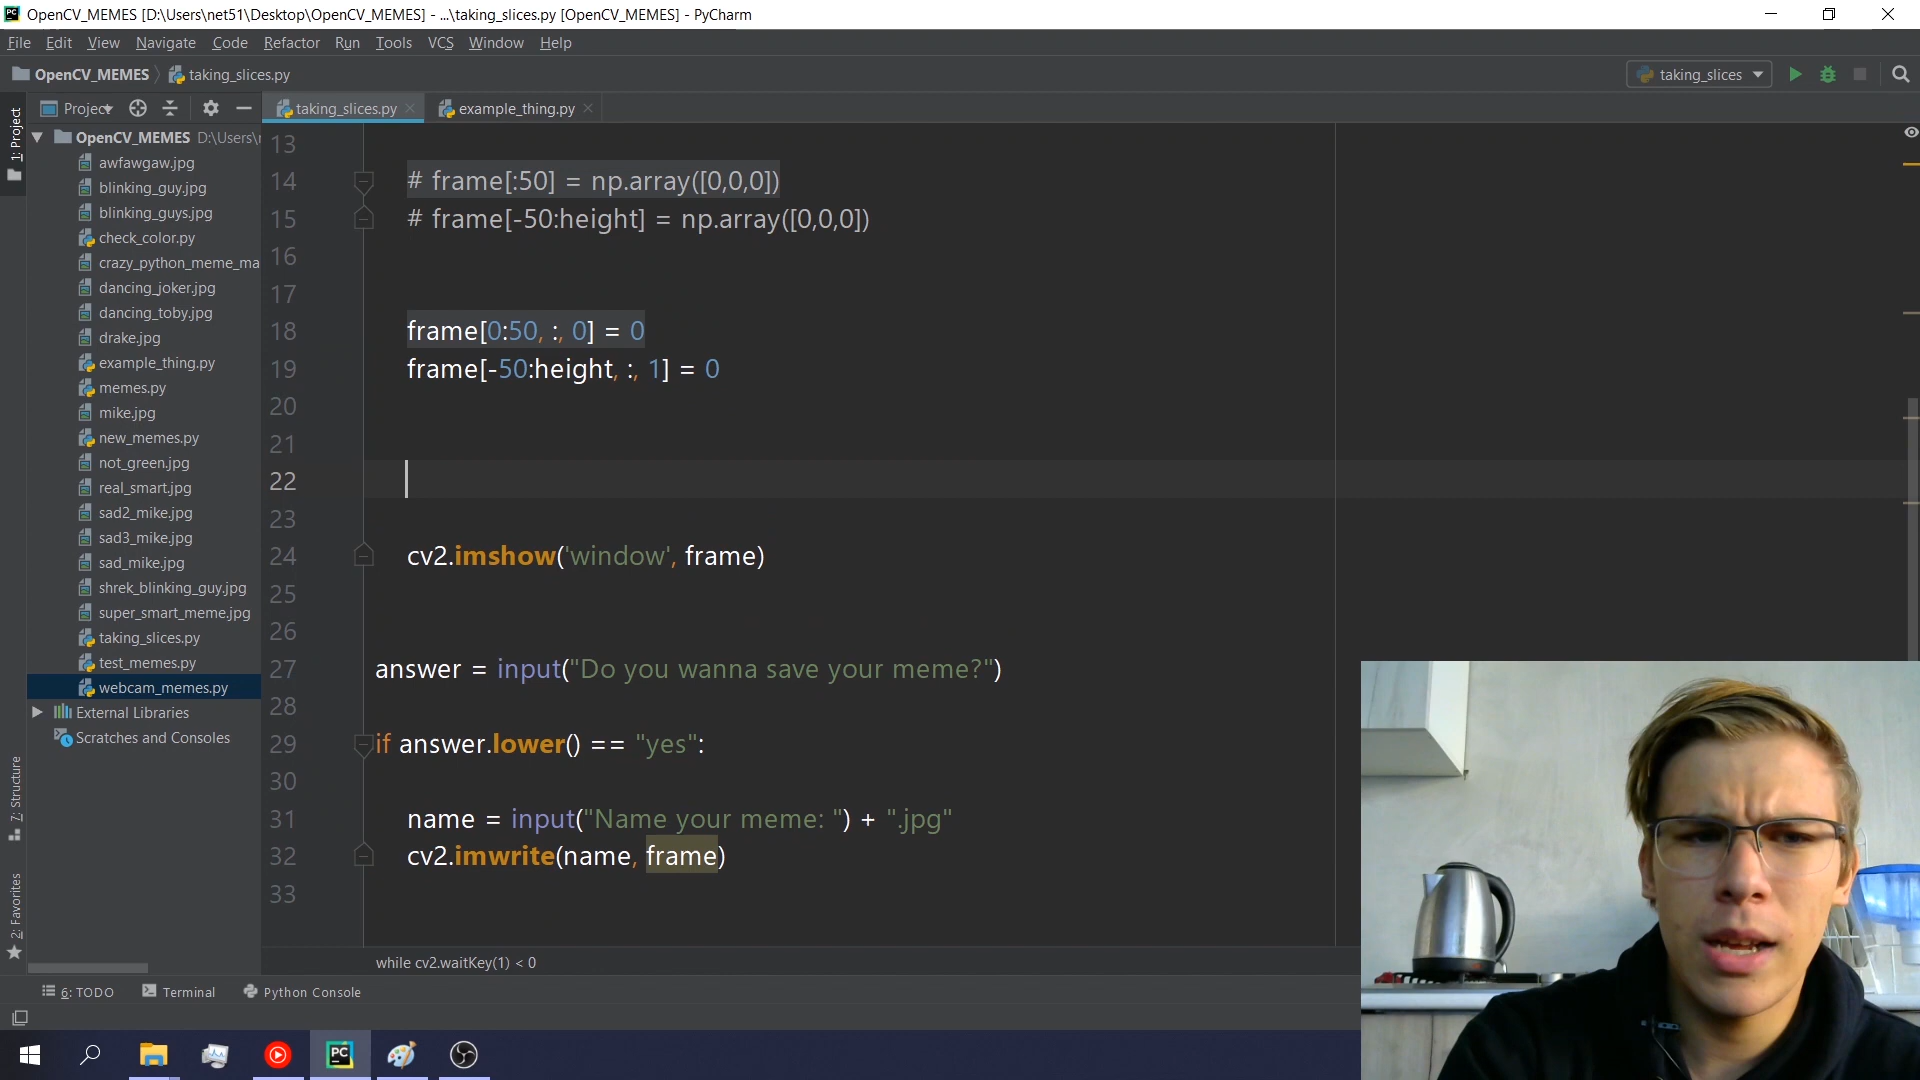 OpenCV_MEMES [D:\Users\net51\Desktop\OpenCV_MEMES] - ...\taking_slices.py [OpenCV_MEMES] - PyCharm
File Edit View Navigate Code Refactor Run Tools VCS Window Help
OpenCV_MEMES taking_slices.py taking_slices
Project taking_slices.py example_thing.py
1: Project
OpenCV_MEMES D:\Users\
awfawgaw.jpg
blinking_guy.jpg
blinking_guys.jpg
check_color.py
crazy_python_meme_ma
dancing_joker.jpg
dancing_toby.jpg
drake.jpg
example_thing.py
memes.py
mike.jpg
new_memes.py
not_green.jpg
real_smart.jpg
sad2_mike.jpg
sad3_mike.jpg
sad_mike.jpg
shrek_blinking_guy.jpg
super_smart_meme.jpg
taking_slices.py
test_memes.py
webcam_memes.py
External Libraries
Scratches and Consoles
7: Structure
2: Favorites
13
14 # frame[:50] = np.array([0,0,0])
15 # frame[-50:height] = np.array([0,0,0])
16
17
18 frame[0:50, :, 0] = 0
19 frame[-50:height, :, 1] = 0
20
21
22
23
24 cv2.imshow('window', frame)
25
26
27 answer = input("Do you wanna save your meme?")
28
29 if answer.lower() == "yes":
30
31 name = input("Name your meme: ") + ".jpg"
32 cv2.imwrite(name, frame)
33
while cv2.waitKey(1) < 0
6: TODO Terminal Python Console
PC